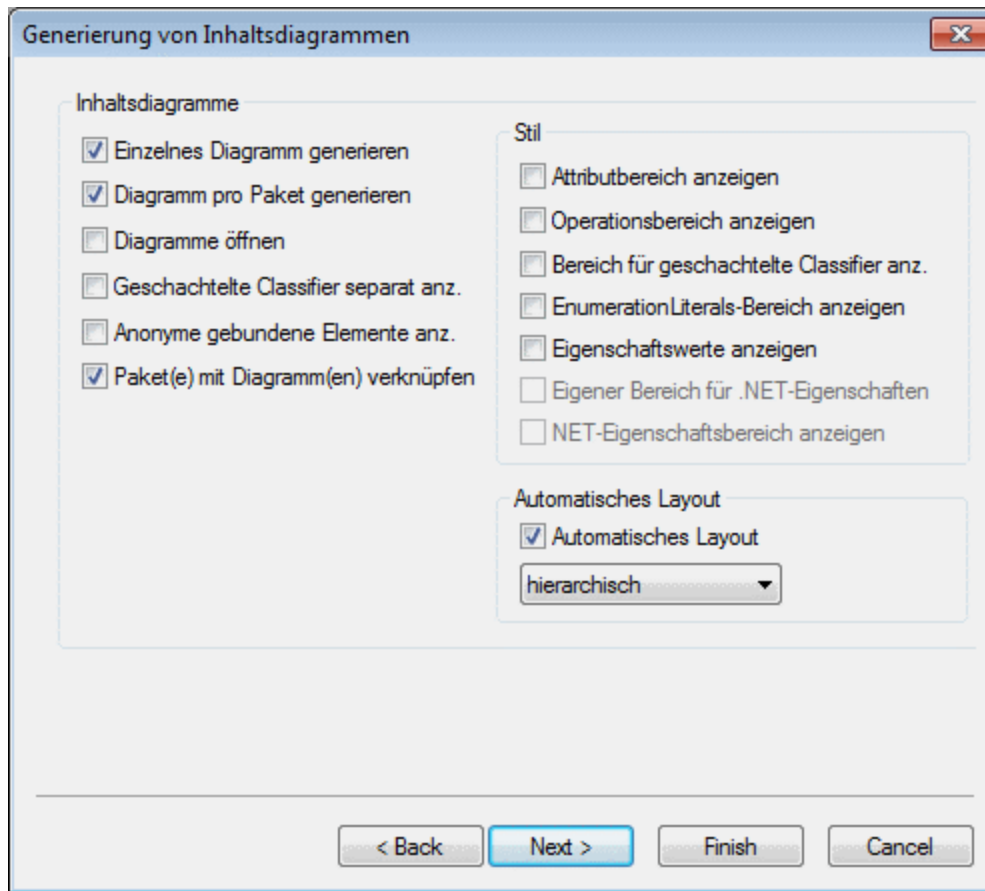 Generierung von Inhaltsdiagrammen
Inhaltsdiagramme
Einzelnes Diagramm generieren
Diagramm pro Paket generieren
Diagramme öffnen
Geschachtelte Classifier separat anz.
Anonyme gebundene Elemente anz.
Paket(e) mit Diagramm(en) verknüpfen
Stil
Attributbereich anzeigen
Operationsbereich anzeigen
Bereich für geschachtelte Classifier anz.
EnumerationLiterals-Bereich anzeigen
Eigenschaftswerte anzeigen
Eigener Bereich für .NET-Eigenschaften
NET-Eigenschaftsbereich anzeigen
Automatisches Layout
Automatisches Layout
hierarchisch
< Back
Next >
Finish
Cancel